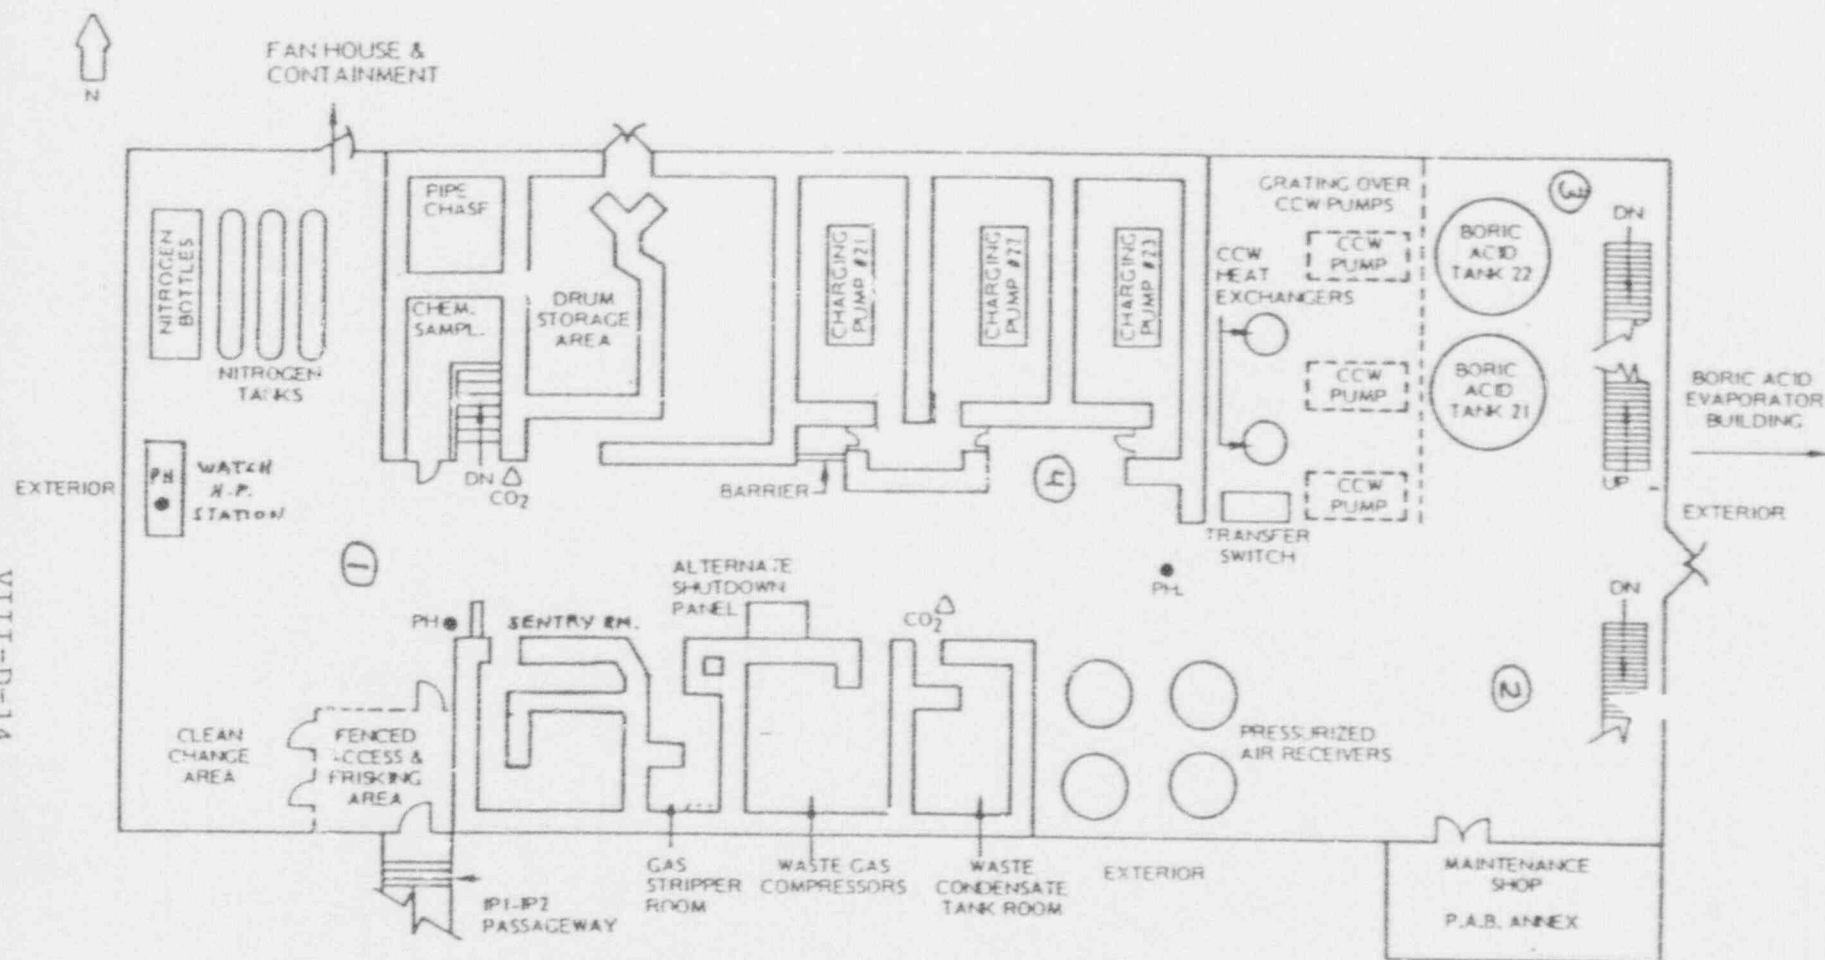 N
FAN HOUSE &
CONTAINMENT
NITROGEN
BOTTLES
NITROGEN
TANKS
PIPE
CHASE
CHEM.
SAMPL.
DN
CO2
DRUM
STORAGE
AREA
CHARGING
PUMP #21
CHARGING
PUMP #22
CHARGING
PUMP #23
BARRIER
4
GRATING OVER
CCW PUMPS
CCW
HEAT
EXCHANGERS
CCW
PUMP
CCW
PUMP
CCW
PUMP
TRANSFER
SWITCH
BORIC
ACID
TANK 22
BORIC
ACID
TANK 21
3
DN
UP
BORIC ACID
EVAPORATOR
BUILDING
EXTERIOR
EXTERIOR
PH
WATCH
H.P.
STATION
1
PH
SENTRY RM.
ALTERNATE
SHUTDOWN
PANEL
CO2
PH
DN
2
CLEAN
CHANGE
AREA
FENCED
ACCESS &
FRISKING
AREA
PRESSURIZED
AIR RECEIVERS
IP1-IP2
PASSAGEWAY
GAS
STRIPPER
ROOM
WASTE GAS
COMPRESSORS
WASTE
CONDENSATE
TANK ROOM
EXTERIOR
MAINTENANCE
SHOP
P.A.B. ANNEX